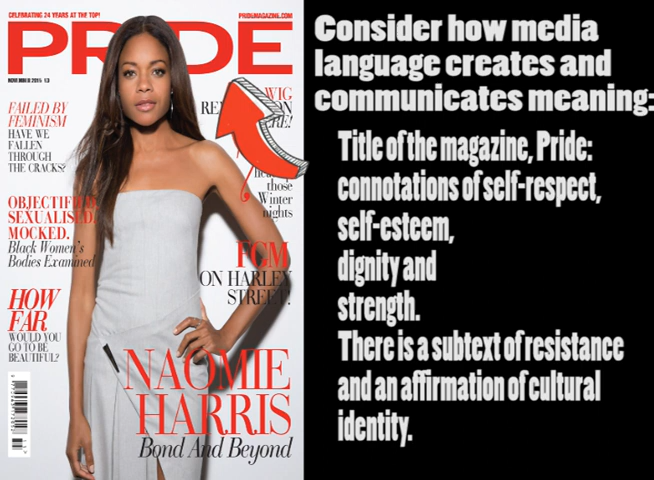 CELEBRATING 24 YEARS AT THE TOP!
PRIDEMAGAZINE.COM
PRIDE
NOVEMBER 2015
FAILED BY
FEMINISM
HAVE WE
FALLEN
THROUGH
THE CRACKS?
OBJECTIFIED.
SEXUALISED.
MOCKED.
Black Women's
Bodies Examined
HOW
FAR
WOULD YOU
GO TO BE
BEAUTIFUL?
WIG
ON
those
Winter
nights
FGM
ON HARLEY
STREET!
NAOMIE
HARRIS
Bond And Beyond
Consider how media
language creates and
communicates meaning:
Title of the magazine, Pride:
connotations of self-respect,
self-esteem,
dignity and
strength.
There is a subtext of resistance
and an affirmation of cultural
identity.